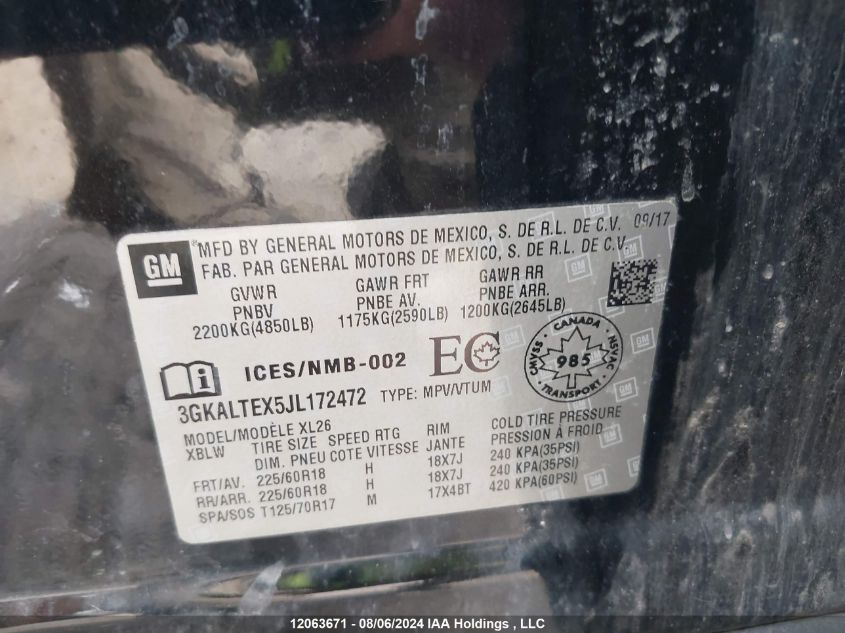 GM
MFD BY GENERAL MOTORS DE MEXICO, S. DE R.L. DE C.V. 09/17
FAB. PAR GENERAL MOTORS DE MEXICO, S. DE R.L. DE C.V.
GVWR GAWR FRT GAWR RR
PNBV PNBE AV. PNBE ARR.
2200KG(4850LB) 1175KG(2590LB) 1200KG(2645LB)
i ICES/NMB-002 EC
CANADA
CMVSS 985 NSVAC
TRANSPORT
3GKALTEX5JL172472 TYPE: MPV/VTUM
MODEL/MODÈLE XL26
XBLW TIRE SIZE SPEED RTG RIM COLD TIRE PRESSURE
DIM. PNEU COTE VITESSE JANTE PRESSION À FROID
FRT/AV. 225/60R18 H 18X7J 240 KPA(35PSI)
RR/ARR. 225/60R18 H 18X7J 240 KPA(35PSI)
SPA/SOS T125/70R17 M 17X4BT 420 KPA(60PSI)
12063671 - 08/06/2024 IAA Holdings , LLC